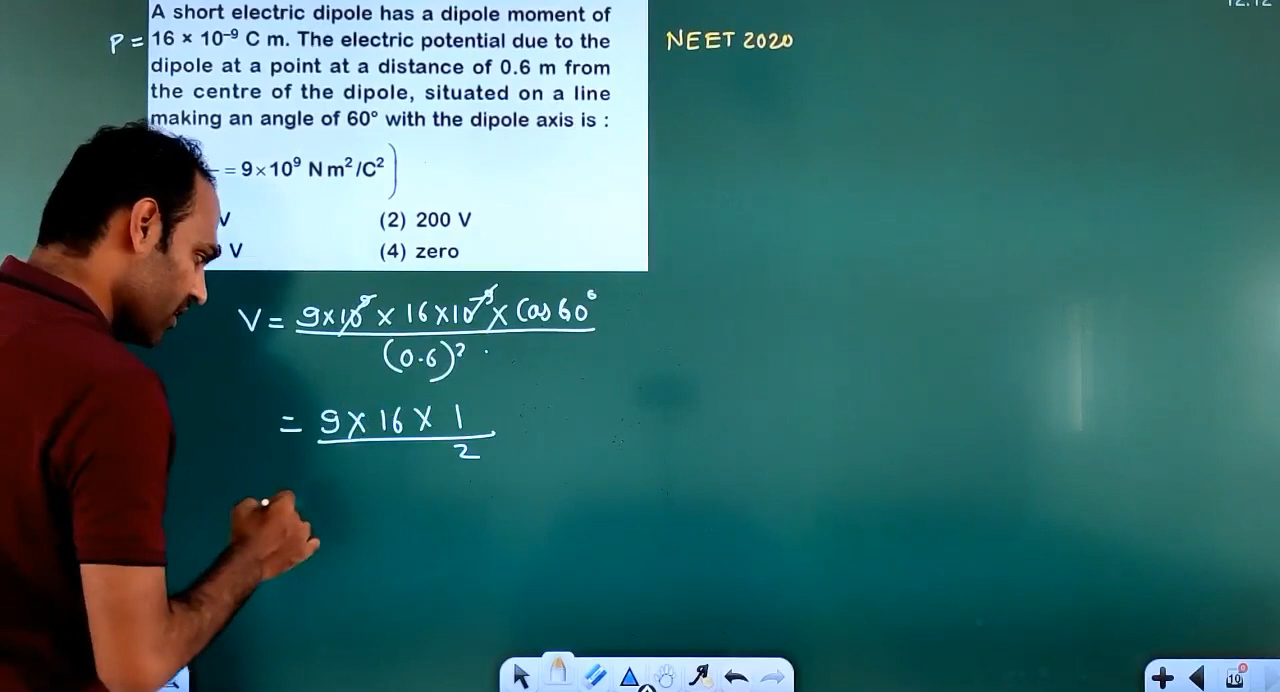 A short electric dipole has a dipole moment of
P = 16 × 10⁻⁹ C m. The electric potential due to the
dipole at a point at a distance of 0.6 m from
the centre of the dipole, situated on a line
making an angle of 60° with the dipole axis is :
= 9×10⁹ N m²/C² )
V (2) 200 V
V (4) zero
NEET 2020
V = 9×10⁹ × 16×10⁻⁹ × Cos 60°
(0.6)²
= 9 × 16 × 1
2
10